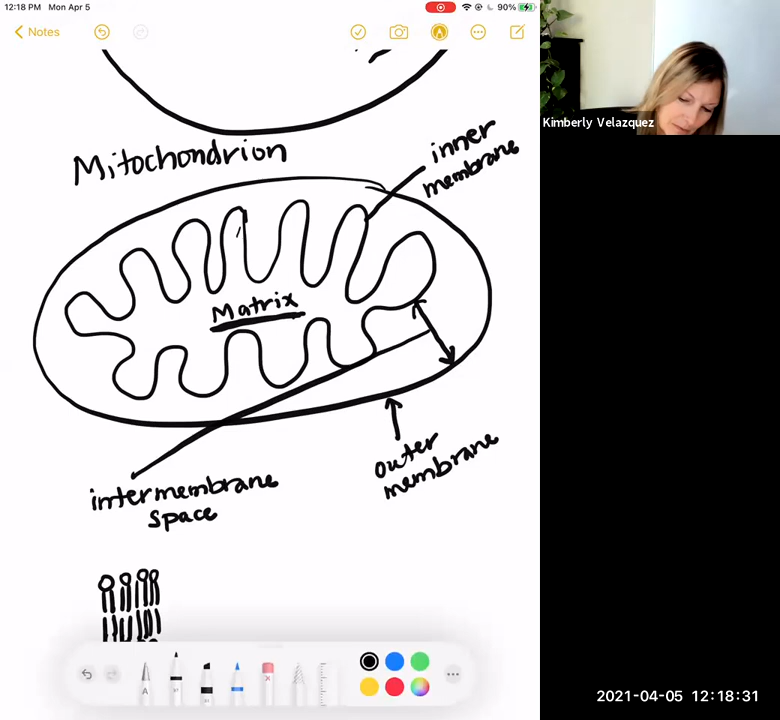 12:18 PM Mon Apr 5
90%
Notes
Kimberly Velazquez
Mitochondrion
inner
membrane
Matrix
outer
membrane
intermembrane
space
A
2021-04-05 12:18:31